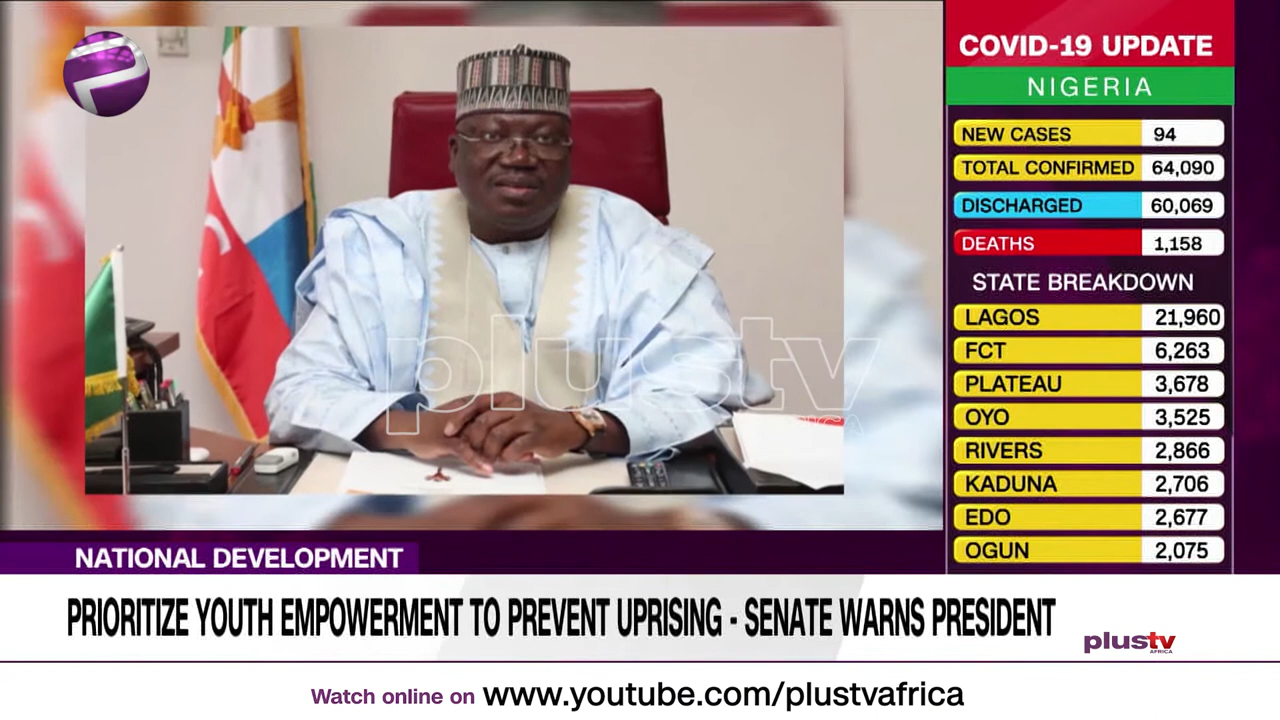 COVID-19 UPDATE
NIGERIA
NEW CASES 94
TOTAL CONFIRMED 64,090
DISCHARGED 60,069
DEATHS 1,158
STATE BREAKDOWN
LAGOS 21,960
FCT 6,263
PLATEAU 3,678
OYO 3,525
RIVERS 2,866
KADUNA 2,706
EDO 2,677
OGUN 2,075
plustv
NATIONAL DEVELOPMENT
PRIORITIZE YOUTH EMPOWERMENT TO PREVENT UPRISING - SENATE WARNS PRESIDENT
plustv
AFRICA
Watch online on www.youtube.com/plustvafrica